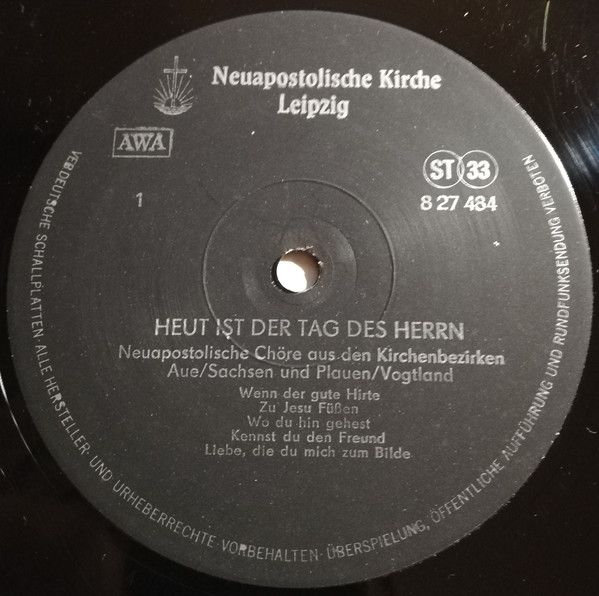 Neuapostolische Kirche
Leipzig
AWA
ST 33
1
8 27 484
HEUT IST DER TAG DES HERRN
Neuapostolische Chöre aus den Kirchenbezirken
Aue/Sachsen und Plauen/Vogtland
Wenn der gute Hirte
Zu Jesu Füßen
Wo du hin gehest
Kennst du den Freund
Liebe, die du mich zum Bilde
VEB DEUTSCHE SCHALLPLATTEN · ALLE HERSTELLER- UND URHEBERRECHTE VORBEHALTEN · ÜBERSPIELUNG, ÖFFENTLICHE AUFFÜHRUNG UND RUNDFUNKSENDUNG VERBOTEN